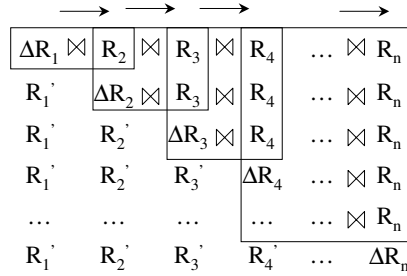 ΔR₁ ⋈ R₂ ⋈ R₃ ⋈ R₄ … ⋈ Rₙ
R₁’ ΔR₂ ⋈ R₃ ⋈ R₄ … ⋈ Rₙ
R₁’ R₂’ ΔR₃ ⋈ R₄ … ⋈ Rₙ
R₁’ R₂’ R₃’ ΔR₄ … ⋈ Rₙ
… … … … … ⋈ Rₙ
R₁’ R₂’ R₃’ R₄’ … ΔRₙ